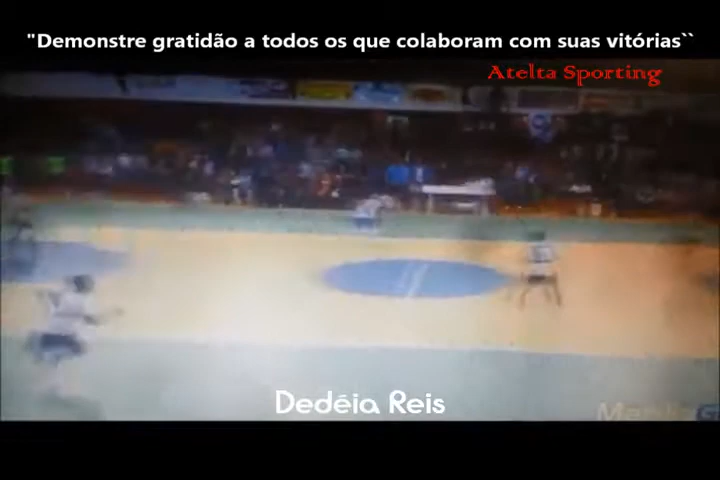 "Demonstre gratidão a todos os que colaboram com suas vitórias``
Atelta Sporting
Dedéia Reis